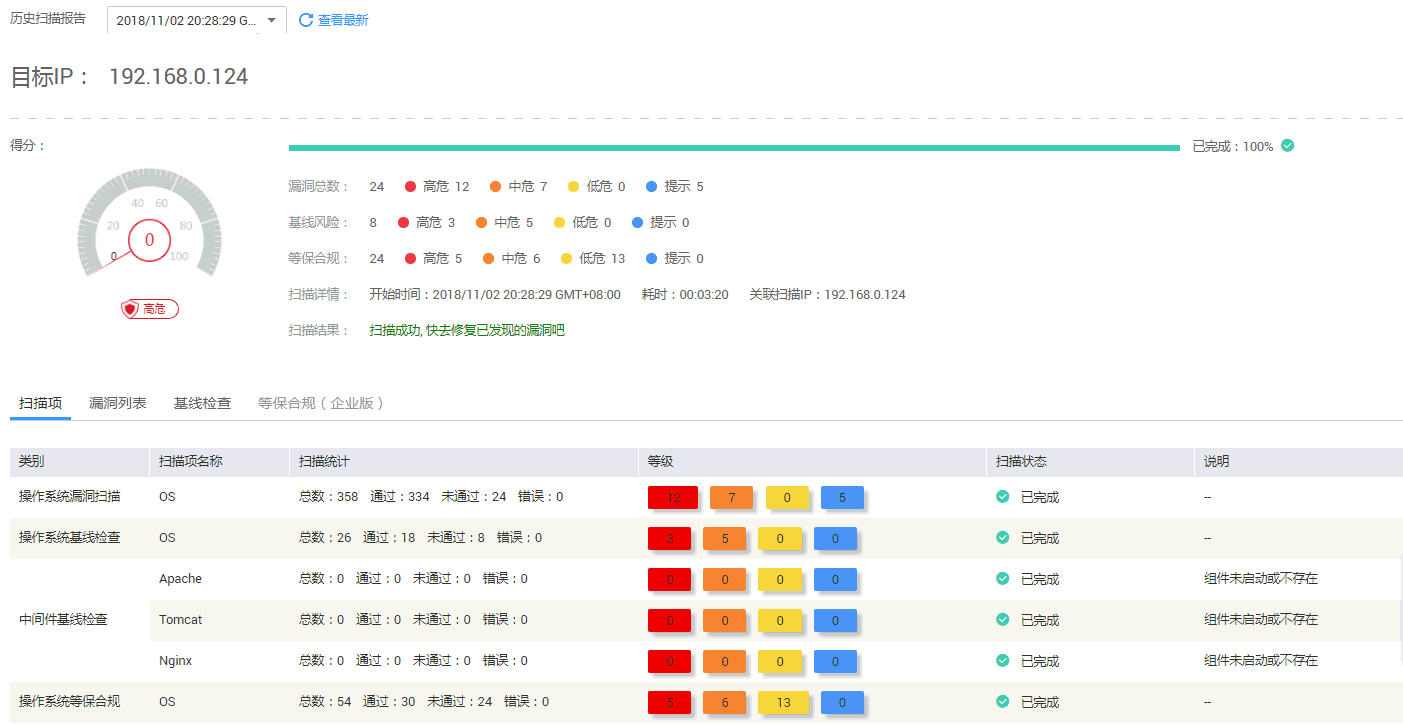 历史扫描报告 2018/11/02 20:28:29 G... 查看最新
目标IP： 192.168.0.124
得分： 已完成：100%
40 60
20 80
0 0 100
高危
漏洞总数： 24 高危 12 中危 7 低危 0 提示 5
基线风险： 8 高危 3 中危 5 低危 0 提示 0
等保合规： 24 高危 5 中危 6 低危 13 提示 0
扫描详情： 开始时间：2018/11/02 20:28:29 GMT+08:00 耗时：00:03:20 关联扫描IP：192.168.0.124
扫描结果： 扫描成功, 快去修复已发现的漏洞吧
扫描项 漏洞列表 基线检查 等保合规（企业版）
类别 扫描项名称 扫描统计 等级 扫描状态 说明
操作系统漏洞扫描 OS 总数：358 通过：334 未通过：24 错误：0 12 7 0 5 已完成 --
操作系统基线检查 OS 总数：26 通过：18 未通过：8 错误：0 3 5 0 0 已完成 --
Apache 总数：0 通过：0 未通过：0 错误：0 0 0 0 0 已完成 组件未启动或不存在
中间件基线检查 Tomcat 总数：0 通过：0 未通过：0 错误：0 0 0 0 0 已完成 组件未启动或不存在
Nginx 总数：0 通过：0 未通过：0 错误：0 0 0 0 0 已完成 组件未启动或不存在
操作系统等保合规 OS 总数：54 通过：30 未通过：24 错误：0 5 6 13 0 已完成 --